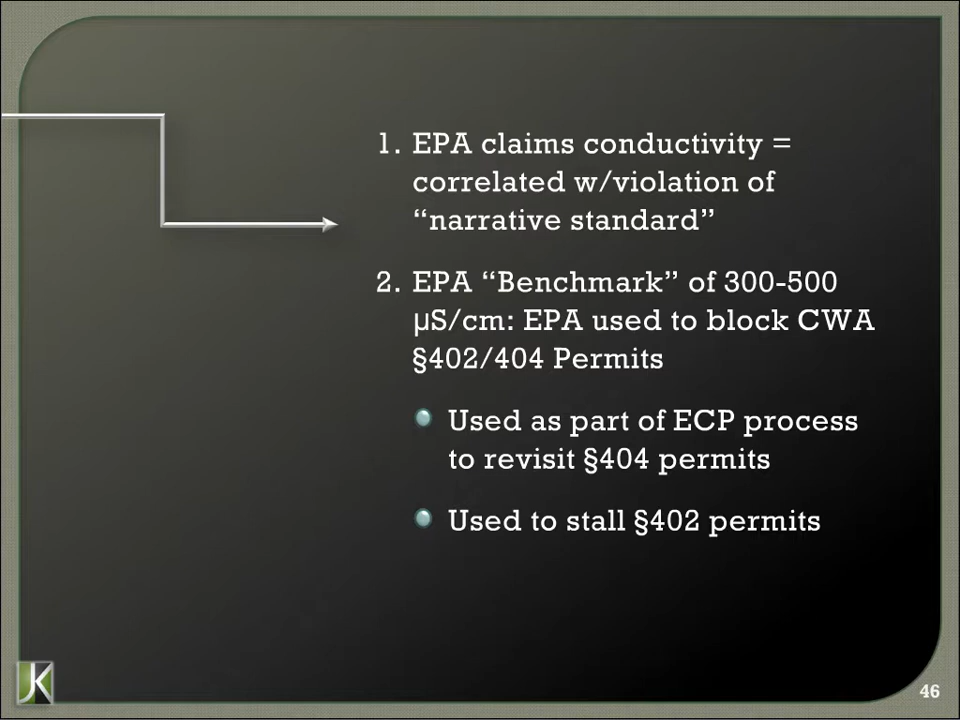 1. EPA claims conductivity =
correlated w/violation of
“narrative standard”
2. EPA “Benchmark” of 300-500
µS/cm: EPA used to block CWA
§402/404 Permits
Used as part of ECP process
to revisit §404 permits
Used to stall §402 permits
JK
46